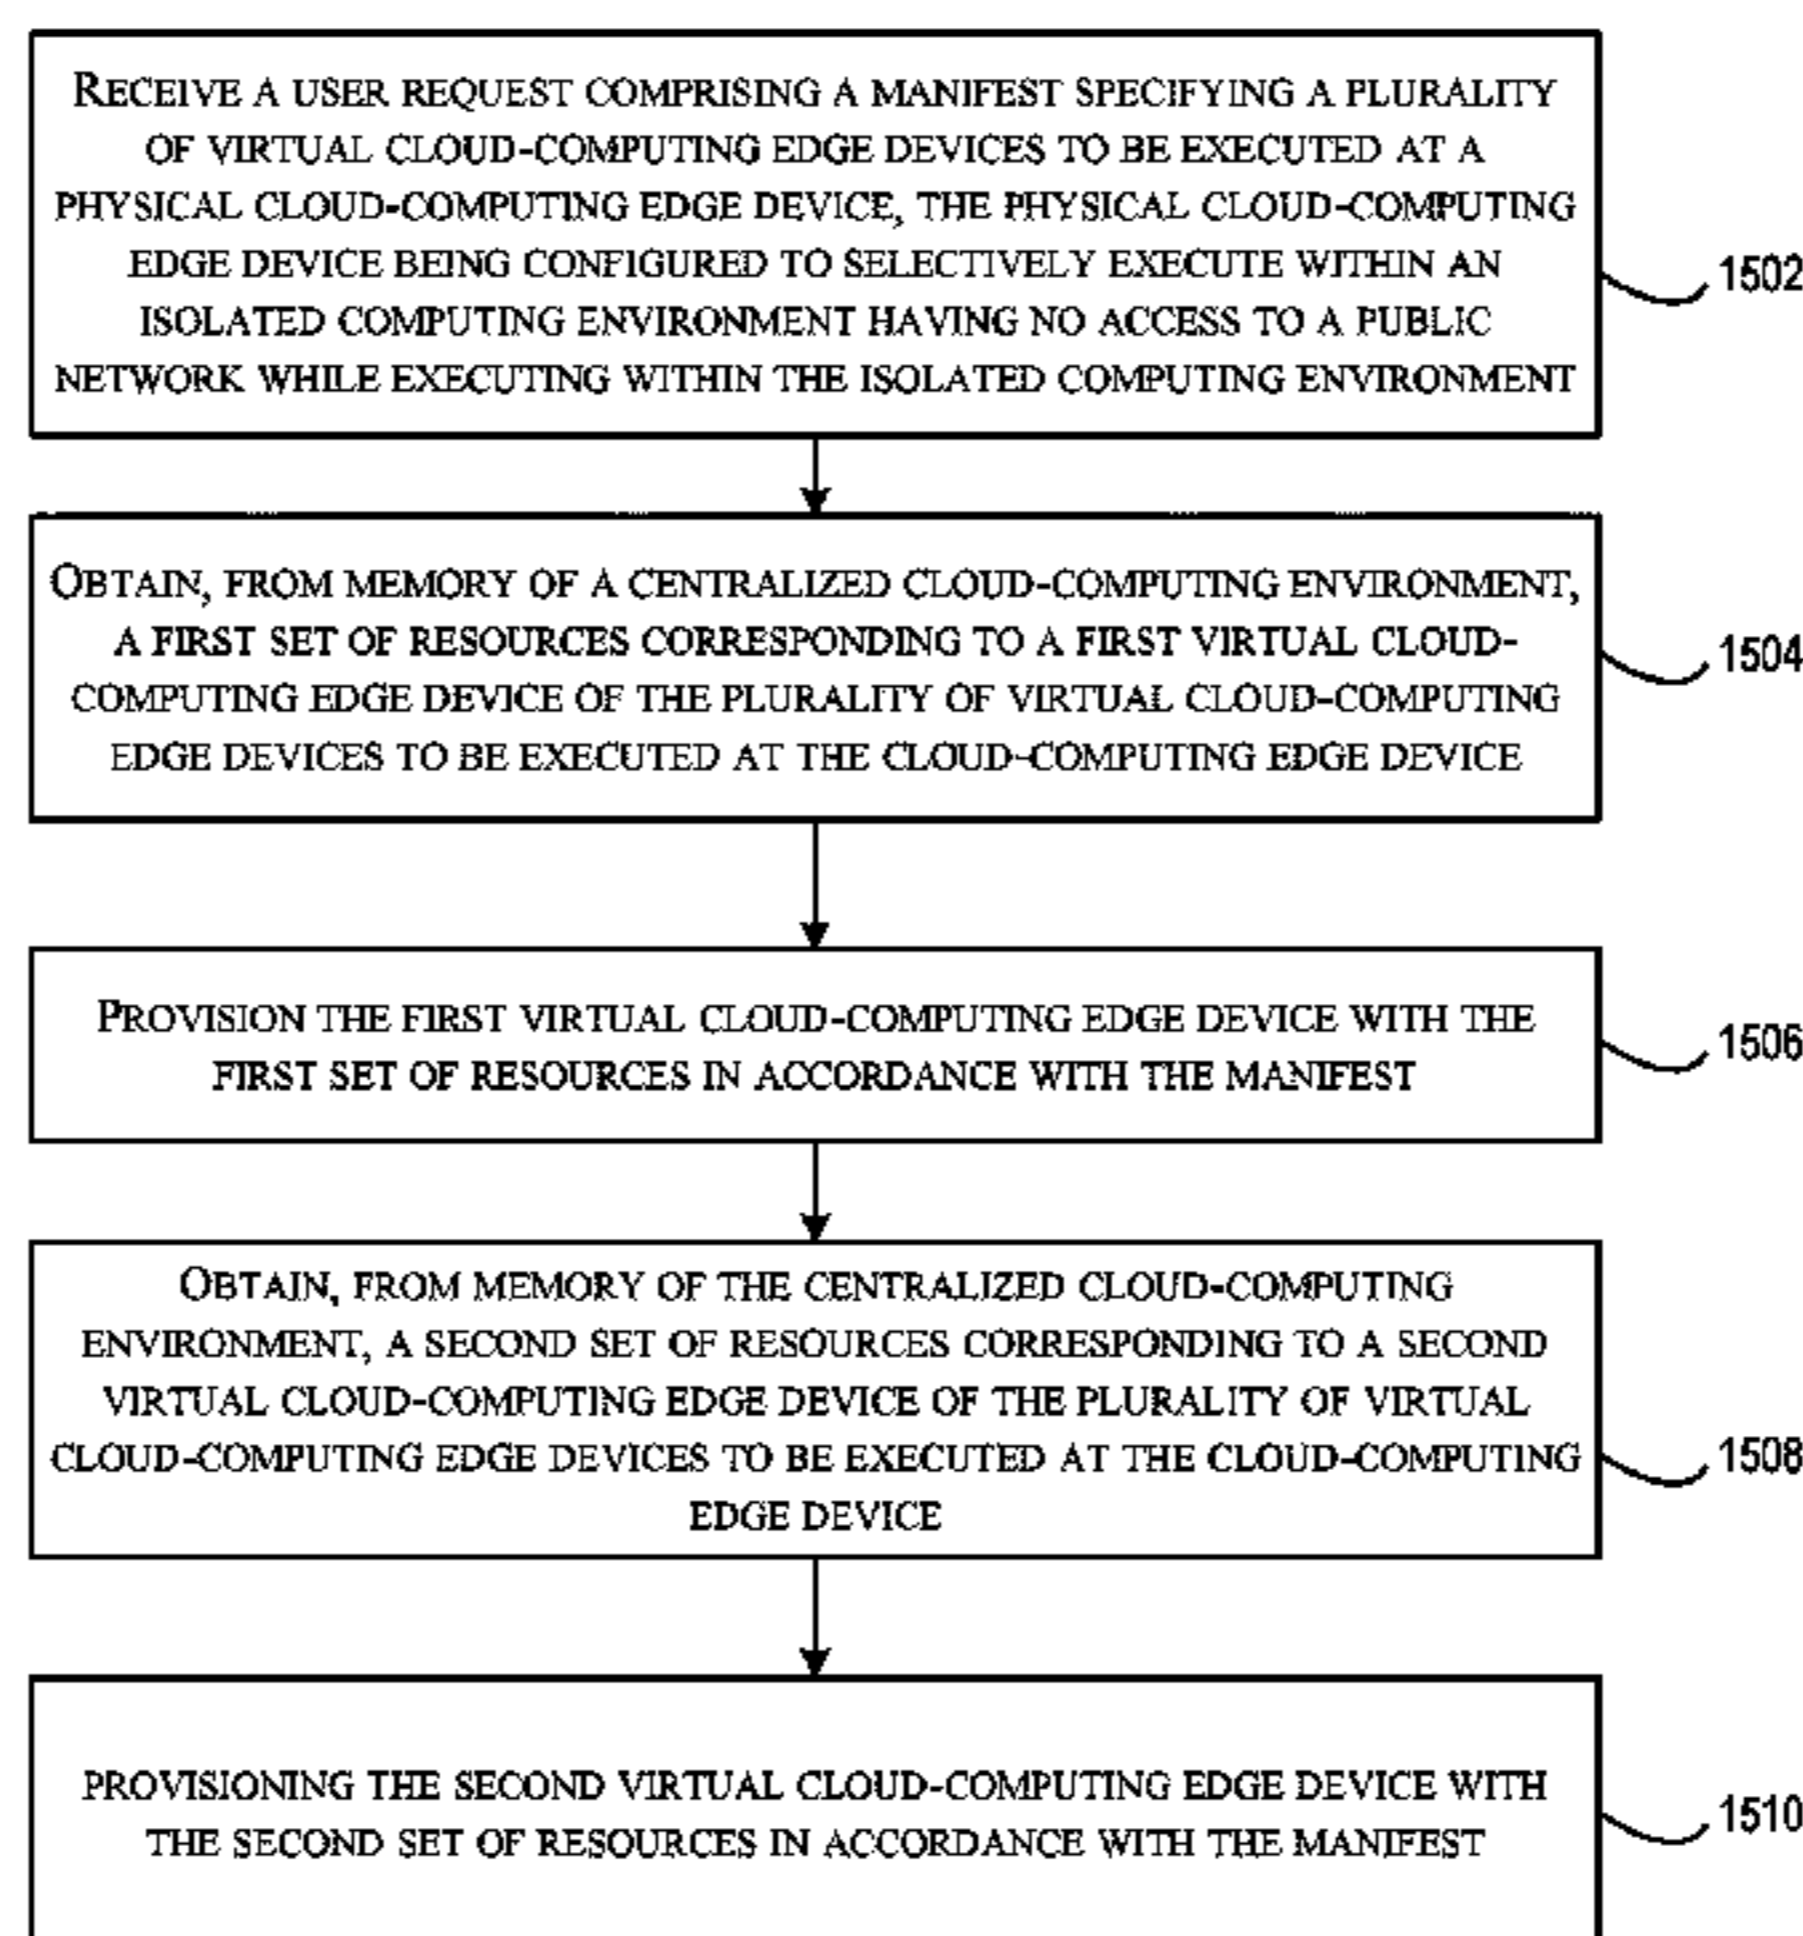 RECEIVE A USER REQUEST COMPRISING A MANIFEST SPECIFYING A PLURALITY
OF VIRTUAL CLOUD-COMPUTING EDGE DEVICES TO BE EXECUTED AT A
PHYSICAL CLOUD-COMPUTING EDGE DEVICE, THE PHYSICAL CLOUD-COMPUTING
EDGE DEVICE BEING CONFIGURED TO SELECTIVELY EXECUTE WITHIN AN
ISOLATED COMPUTING ENVIRONMENT HAVING NO ACCESS TO A PUBLIC
NETWORK WHILE EXECUTING WITHIN THE ISOLATED COMPUTING ENVIRONMENT
1502
OBTAIN, FROM MEMORY OF A CENTRALIZED CLOUD-COMPUTING ENVIRONMENT,
A FIRST SET OF RESOURCES CORRESPONDING TO A FIRST VIRTUAL CLOUD-
COMPUTING EDGE DEVICE OF THE PLURALITY OF VIRTUAL CLOUD-COMPUTING
EDGE DEVICES TO BE EXECUTED AT THE CLOUD-COMPUTING EDGE DEVICE
1504
PROVISION THE FIRST VIRTUAL CLOUD-COMPUTING EDGE DEVICE WITH THE
FIRST SET OF RESOURCES IN ACCORDANCE WITH THE MANIFEST
1506
OBTAIN, FROM MEMORY OF THE CENTRALIZED CLOUD-COMPUTING
ENVIRONMENT, A SECOND SET OF RESOURCES CORRESPONDING TO A SECOND
VIRTUAL CLOUD-COMPUTING EDGE DEVICE OF THE PLURALITY OF VIRTUAL
CLOUD-COMPUTING EDGE DEVICES TO BE EXECUTED AT THE CLOUD-COMPUTING
EDGE DEVICE
1508
PROVISIONING THE SECOND VIRTUAL CLOUD-COMPUTING EDGE DEVICE WITH
THE SECOND SET OF RESOURCES IN ACCORDANCE WITH THE MANIFEST
1510